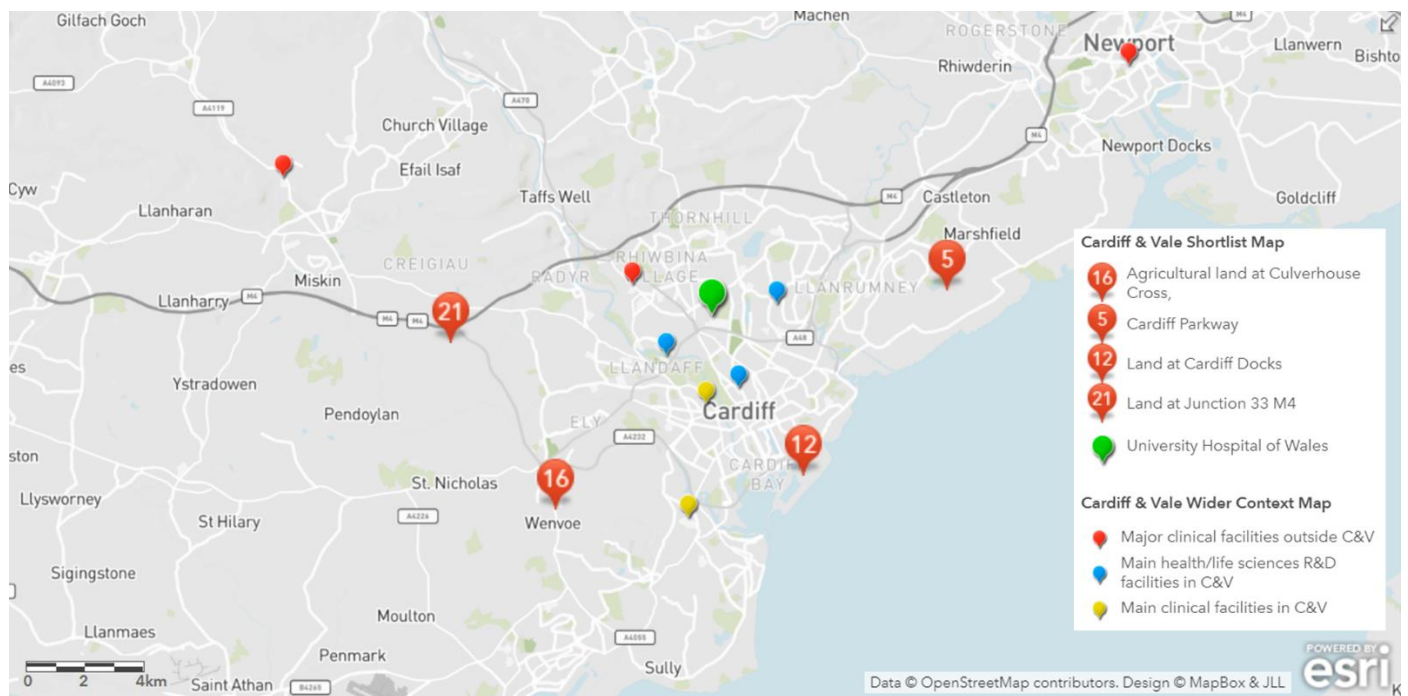 Gilfach Goch
Machen
ROGERSTONE
M4
M4
Newport
Llanwern
Bishto
Rhiwderin
A4093
A4119
A470
Church Village
M4
Newport Docks
Efail Isaf
Cyw
Taffs Well
M4
Castleton
Goldcliff
Llanharan
THORNHILL
Marshfield
CREIGIAU
RADYR
RHIWBINA
VILLAGE
5
LLANRUMNEY
Miskin
Llanharry
M4
21
M4
M4
A48
es
LLANDAFF
Ystradowen
Pendoylan
Cardiff
ELY
A4232
12
ston
CARDIFF
BAY
16
St. Nicholas
Llysworney
St Hilary
A4226
Wenvoe
Sigingstone
Moulton
Llanmaes
A4055
Penmark
Sully
Saint Athan
B4265
0 2 4km
Cardiff & Vale Shortlist Map
16 Agricultural land at Culverhouse
Cross,
5 Cardiff Parkway
12 Land at Cardiff Docks
21 Land at Junction 33 M4
University Hospital of Wales
Cardiff & Vale Wider Context Map
Major clinical facilities outside C&V
Main health/life sciences R&D
facilities in C&V
Main clinical facilities in C&V
POWERED BY
esri
Data © OpenStreetMap contributors. Design © MapBox & JLL
K